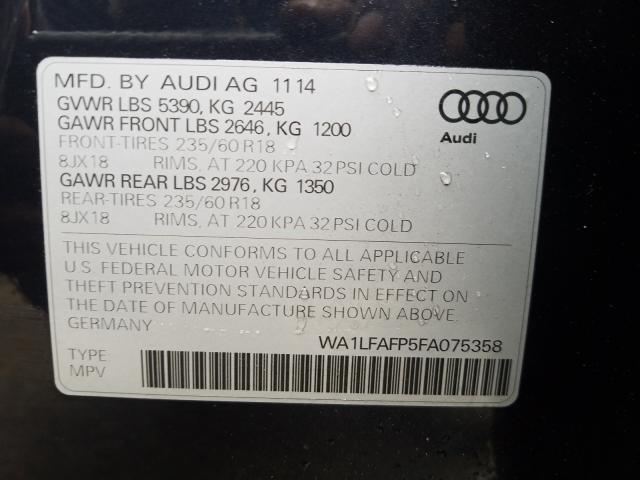 MFD. BY AUDI AG 11 14
GVWR LBS 5390, KG 2445
GAWR FRONT LBS 2646, KG 1200
FRONT-TIRES 235/60 R18
8JX18 RIMS, AT 220 KPA 32 PSI COLD
GAWR REAR LBS 2976, KG 1350
REAR-TIRES 235/60 R18
8JX18 RIMS, AT 220 KPA 32 PSI COLD
Audi
THIS VEHICLE CONFORMS TO ALL APPLICABLE
U.S. FEDERAL MOTOR VEHICLE SAFETY AND
THEFT PREVENTION STANDARDS IN EFFECT ON
THE DATE OF MANUFACTURE SHOWN ABOVE.
GERMANY
WA1LFAFP5FA075358
TYPE
MPV